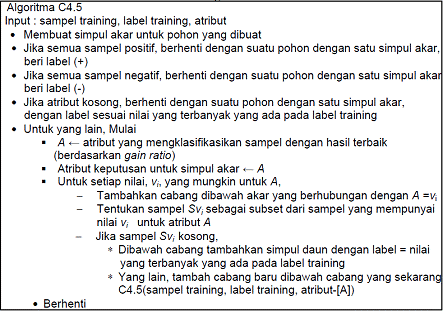 Algoritma C4.5
Input : sampel training, label training, atribut
• Membuat simpul akar untuk pohon yang dibuat
• Jika semua sampel positif, berhenti dengan suatu pohon dengan satu simpul akar,
beri label (+)
• Jika semua sampel negatif, berhenti dengan suatu pohon dengan satu simpul akar
beri label (-)
• Jika atribut kosong, berhenti dengan suatu pohon dengan satu simpul akar,
dengan label sesuai nilai yang terbanyak yang ada pada label training
• Untuk yang lain, Mulai
▪ A ← atribut yang mengklasifikasikan sampel dengan hasil terbaik
(berdasarkan gain ratio)
▪ Atribut keputusan untuk simpul akar ← A
▪ Untuk setiap nilai, vi, yang mungkin untuk A,
– Tambahkan cabang dibawah akar yang berhubungan dengan A =vi
– Tentukan sampel Svi sebagai subset dari sampel yang mempunyai
nilai vi untuk atribut A
– Jika sampel Svi kosong,
∗ Dibawah cabang tambahkan simpul daun dengan label = nilai
yang terbanyak yang ada pada label training
∗ Yang lain, tambah cabang baru dibawah cabang yang sekarang
C4.5(sampel training, label training, atribut-[A])
• Berhenti